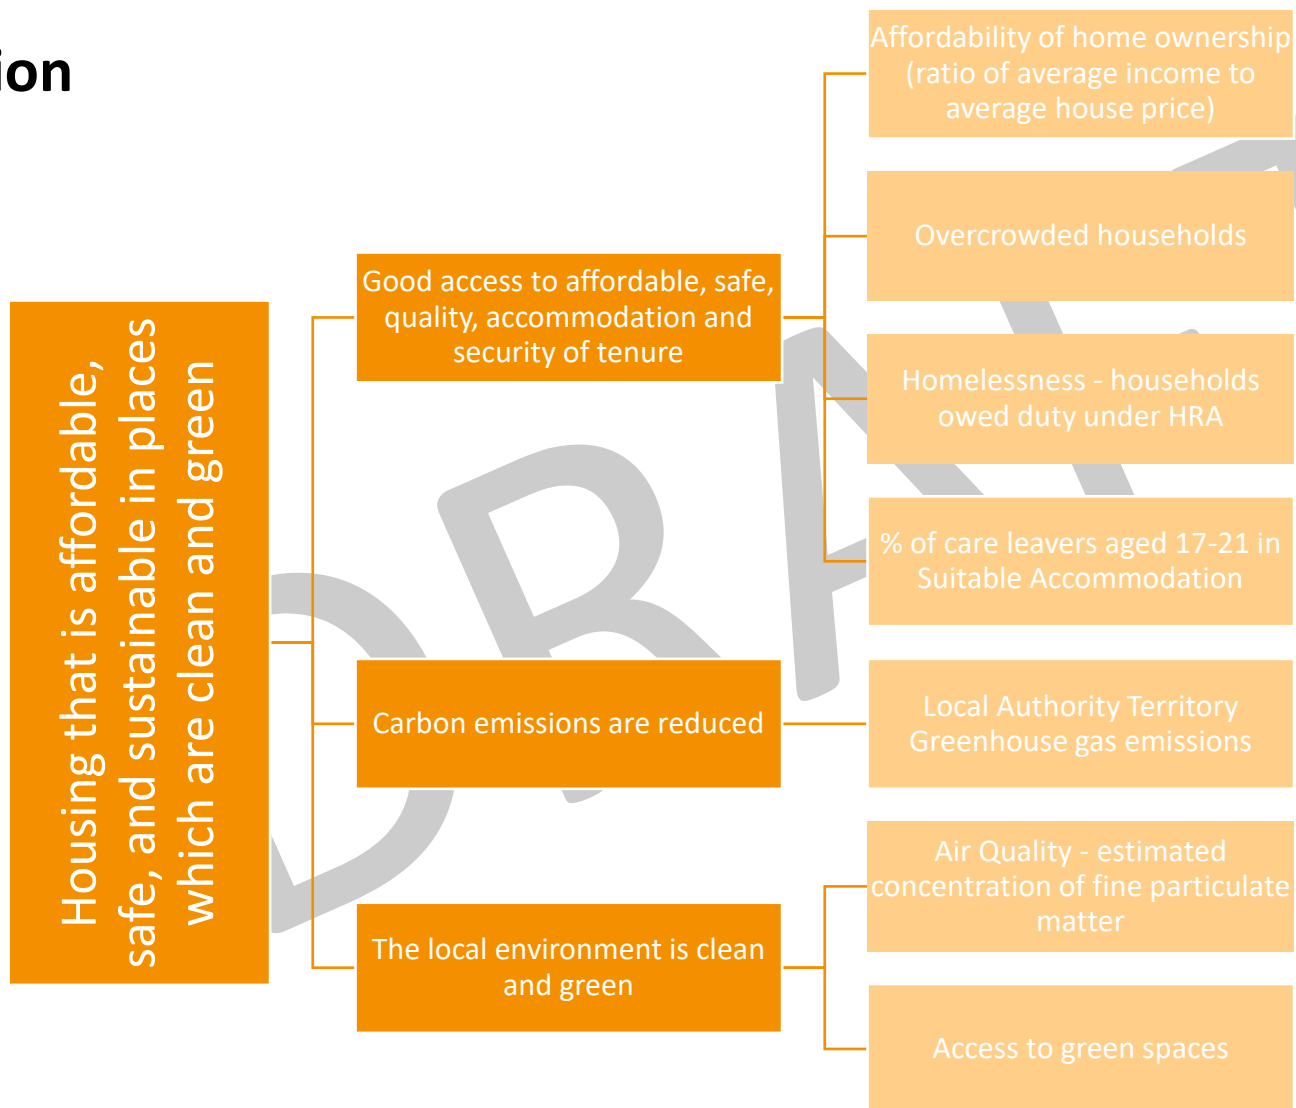 ion
Housing that is affordable,
safe, and sustainable in places
which are clean and green
Good access to affordable, safe,
quality, accommodation and
security of tenure
Affordability of home ownership
(ratio of average income to
average house price)
Overcrowded households
Homelessness - households
owed duty under HRA
% of care leavers aged 17-21 in
Suitable Accommodation
Carbon emissions are reduced
Local Authority Territory
Greenhouse gas emissions
The local environment is clean
and green
Air Quality - estimated
concentration of fine particulate
matter
Access to green spaces
DRAFT